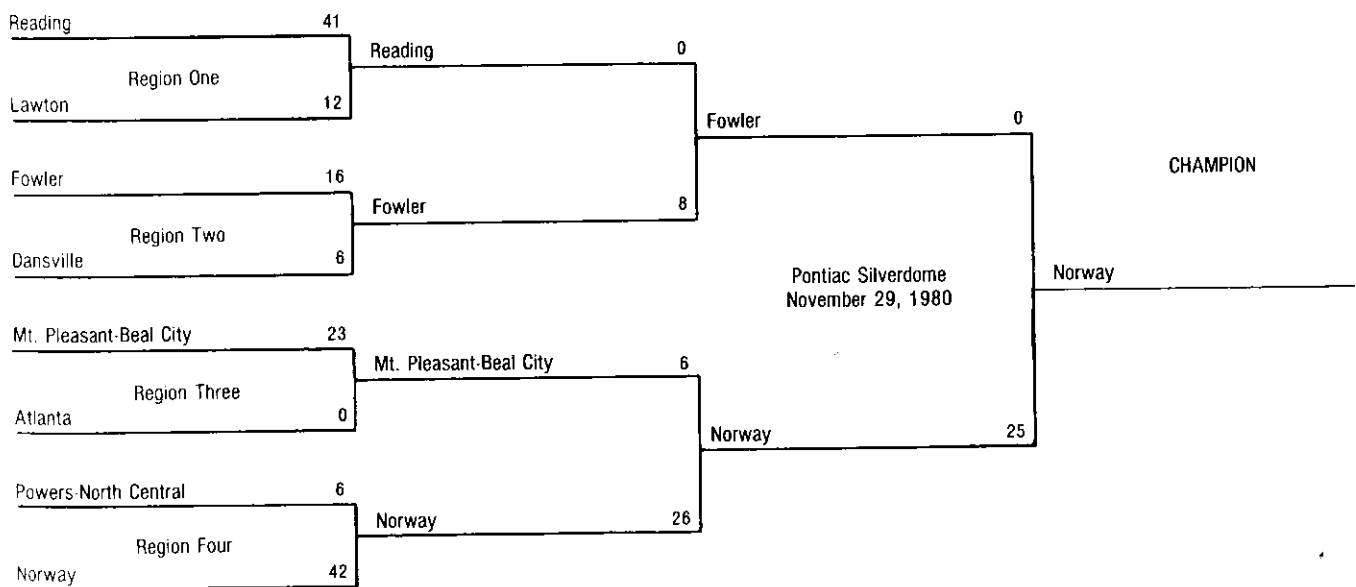 Reading 41
Region One
Lawton 12
Fowler 16
Region Two
Dansville 6
Mt. Pleasant-Beal City 23
Region Three
Atlanta 0
Powers-North Central 6
Region Four
Norway 42
Reading 0
Fowler 8
Mt. Pleasant-Beal City 6
Norway 26
Fowler 0
Pontiac Silverdome
November 29, 1980
Norway 25
CHAMPION
Norway